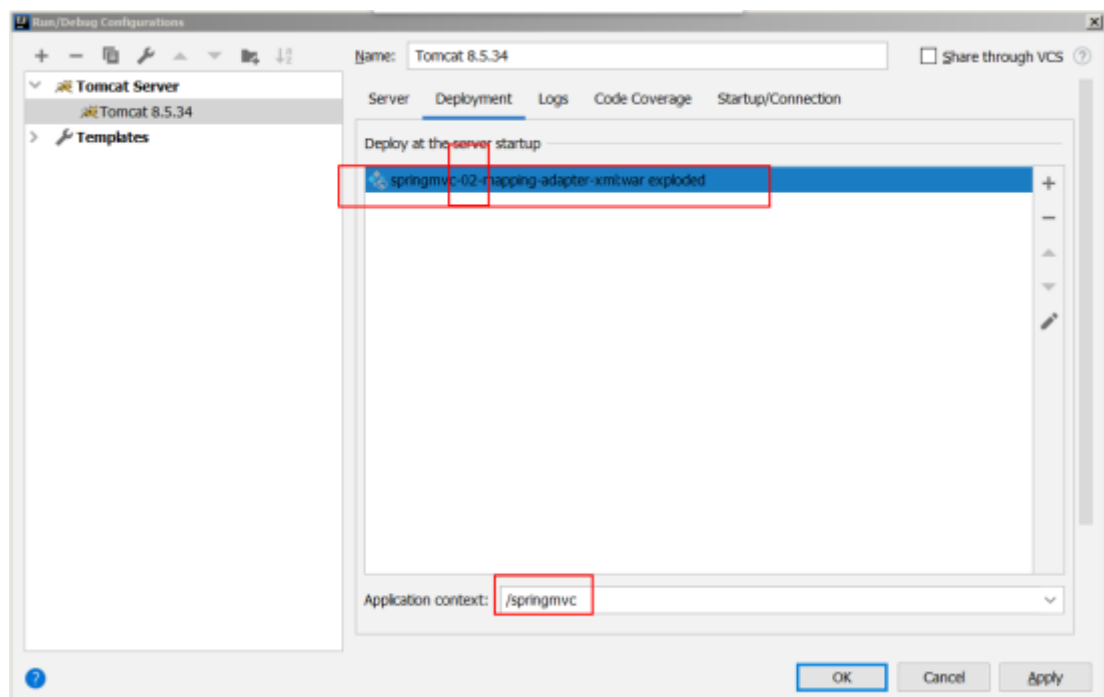 Run/Debug Configurations
Name: Tomcat 8.5.34
Share through VCS
Tomcat Server
Tomcat 8.5.34
Templates
Server Deployment Logs Code Coverage Startup/Connection
Deploy at the server startup
springmvc-02-mapping-adapter-xml:war exploded
Application context: /springmvc
OK Cancel Apply